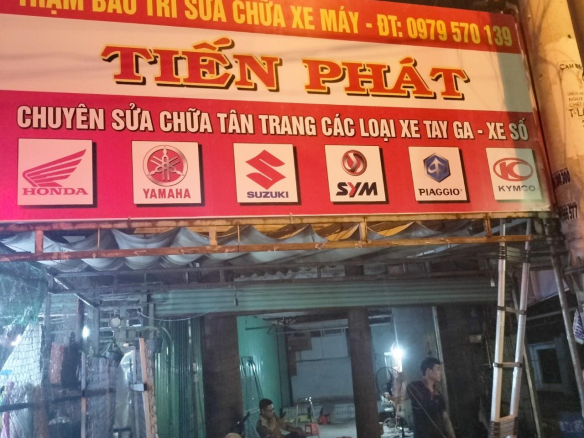 TRẠM BẢO TRÌ SỬA CHỮA XE MÁY - ĐT: 0979 570 139
TIẾN PHÁT
CHUYÊN SỬA CHỮA TÂN TRANG CÁC LOẠI XE TAY GA - XE SỐ
HONDA
YAMAHA
SUZUKI
SYM
PIAGGIO
KYMCO